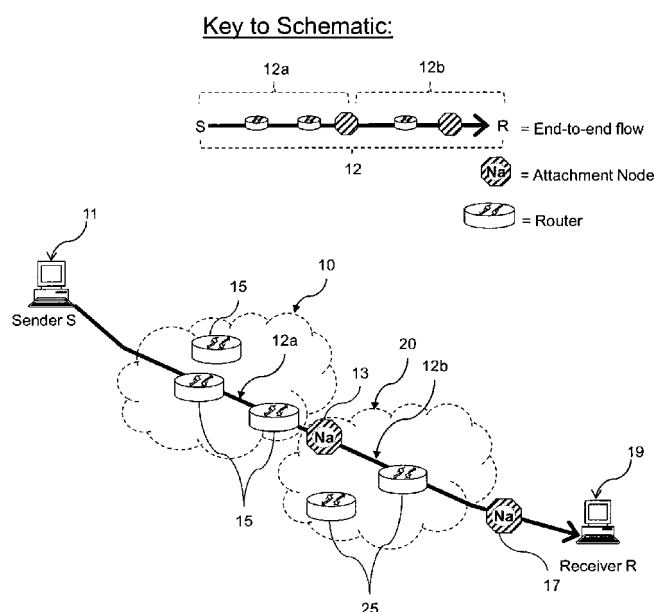 Key to Schematic:
12a
12b
S
R
= End-to-end flow
12
Na
= Attachment Node
= Router
11
Sender S
15
10
12a
13
20
12b
Na
19
15
Na
Receiver R
17
25